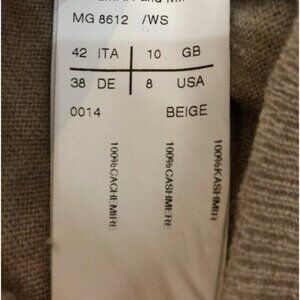 MG 8612 /WS
42 ITA 10 GB
38 DE 8 USA
0014 BEIGE
100%CACHEMIRE
100%CASHMERE
100%KASHMIR